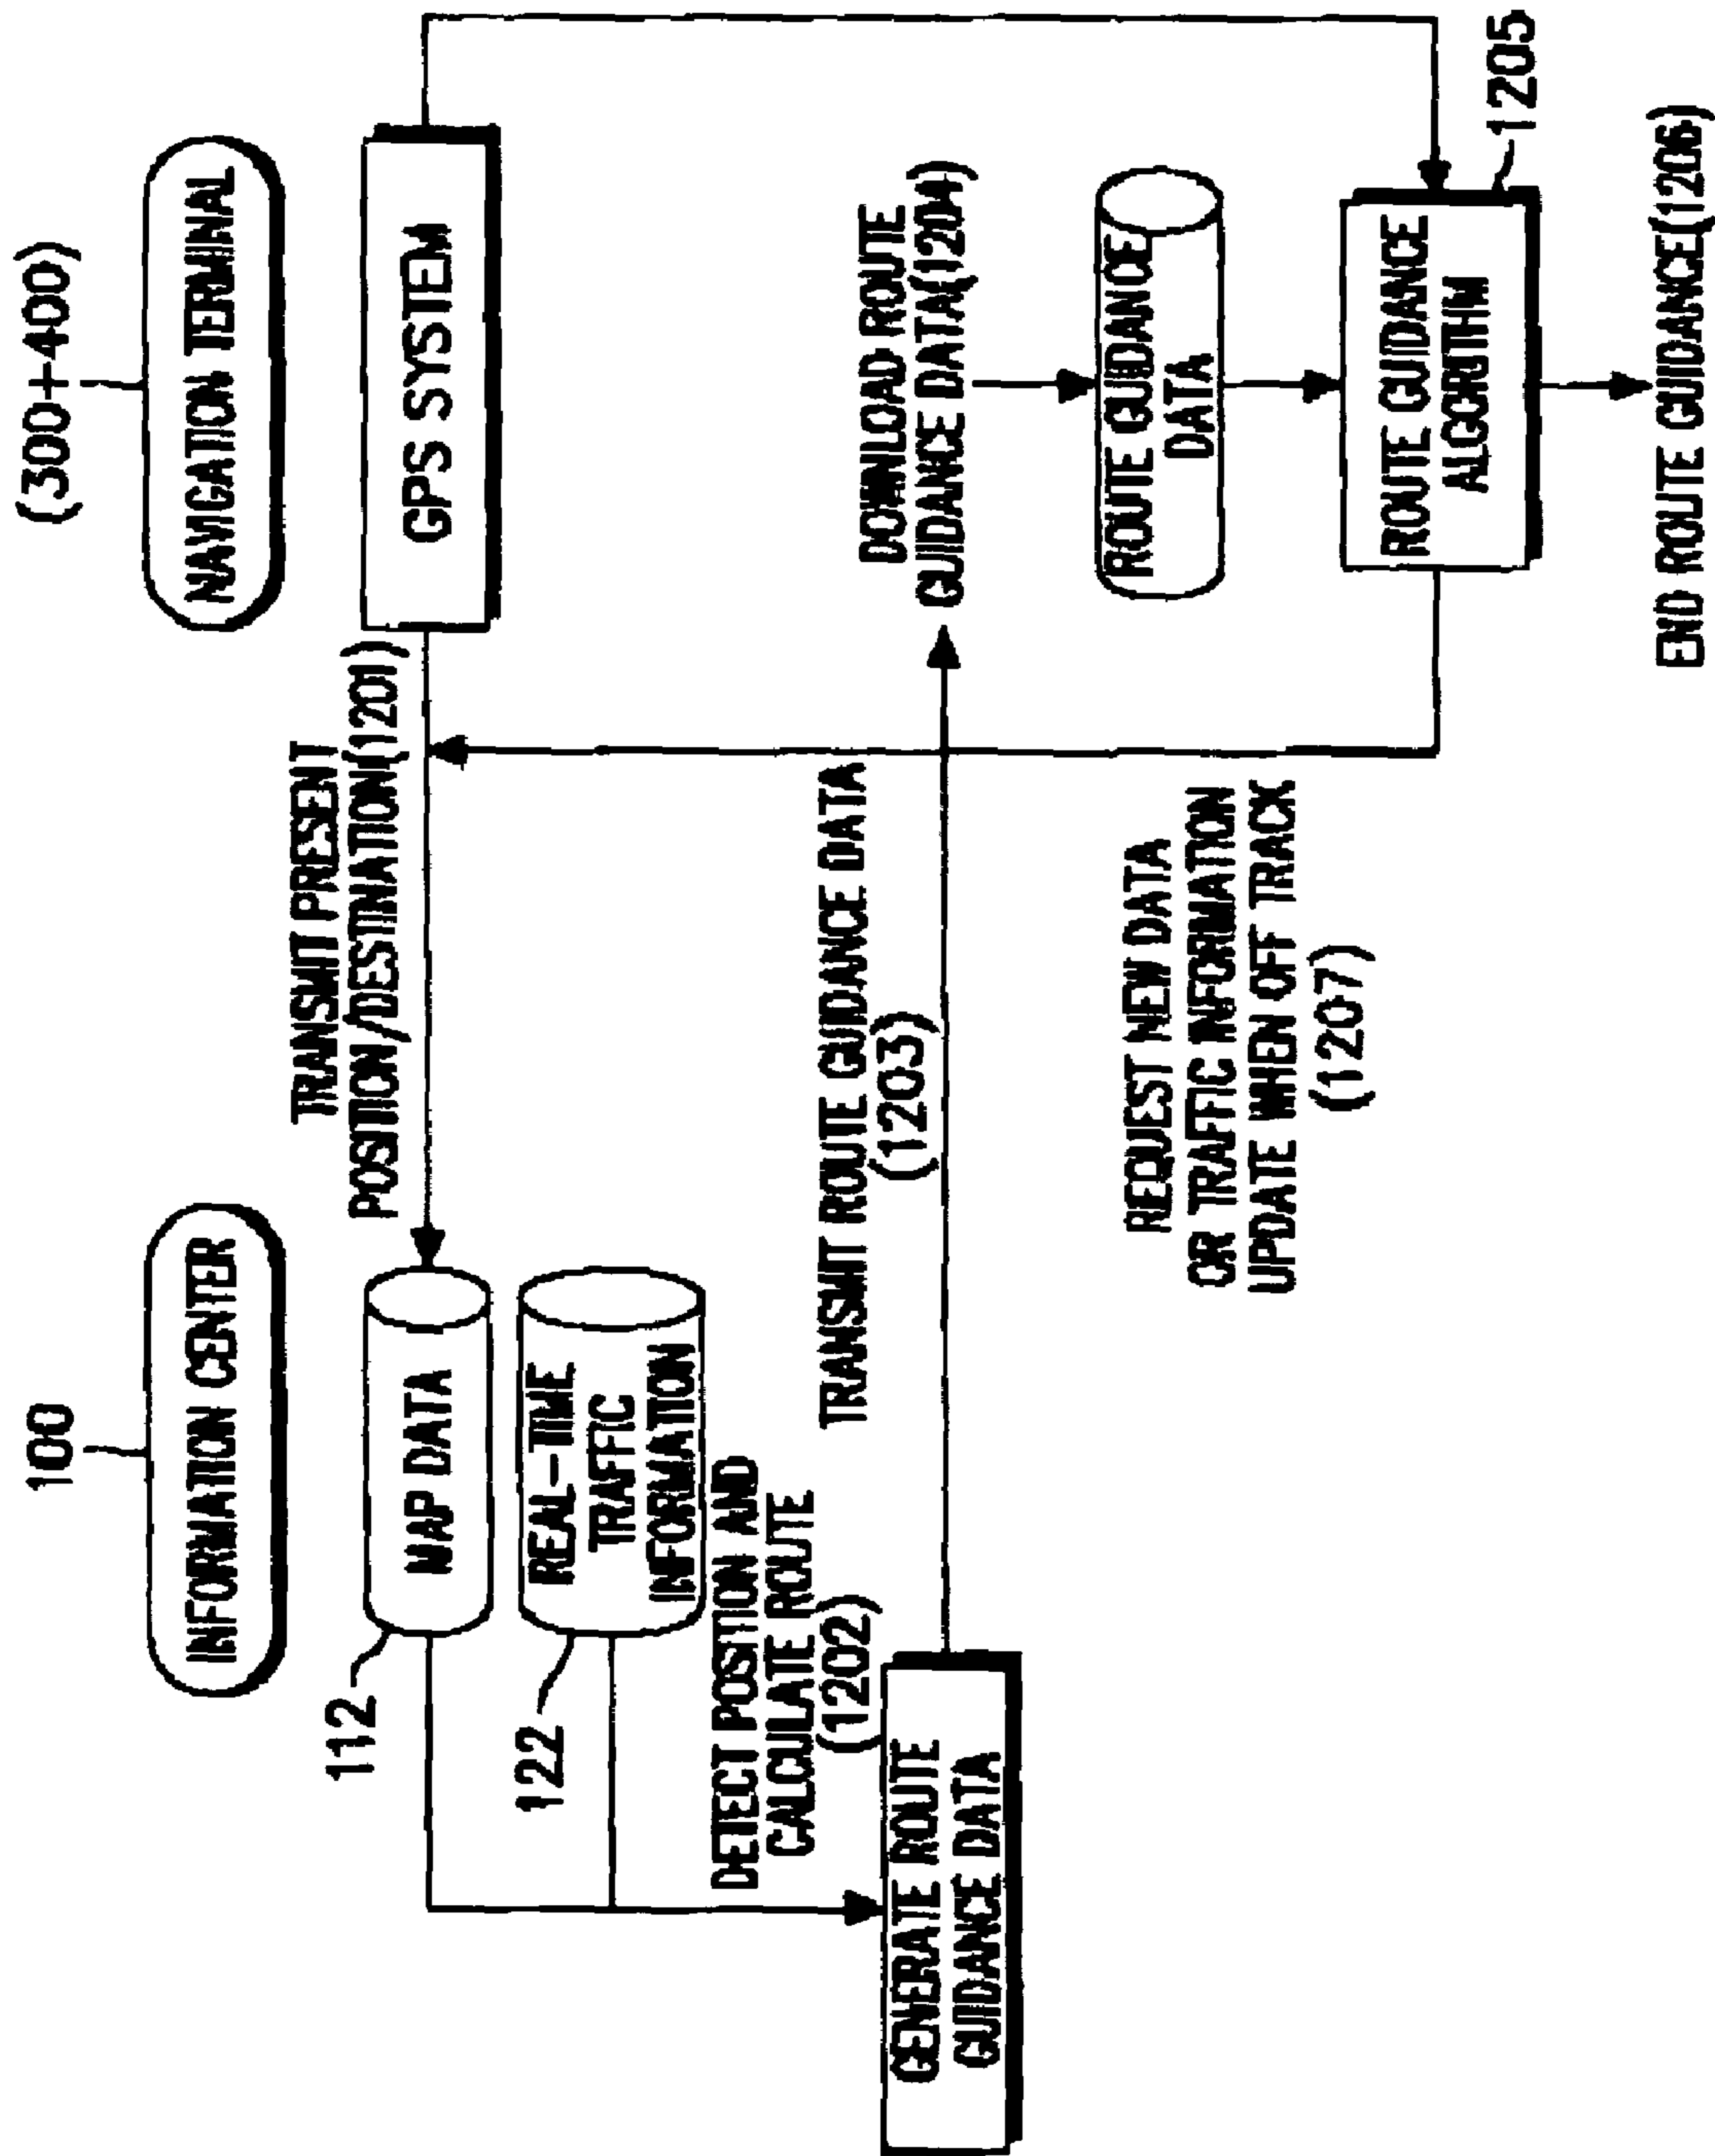 100
INFORMATION CENTER
(300+400)
NAVIGATION TERMINAL
112
MAP DATA
TRANSMIT PRESENT
POSITION/DESTINATION(1201)
GPS SYSTEM
122
REAL-TIME
TRAFFIC
INFORMATION
DETECT POSITION AND
CALCULATE ROUTE
(1202)
GENERATE ROUTE
GUIDANCE DATA
TRANSMIT ROUTE GUIDANCE DATA
(1203)
DOWNLOAD ROUTE
GUIDANCE DATA(1204)
ROUTE GUIDANCE
DATA
REQUEST NEW DATA
OR TRAFFIC INFORMATION
UPDATE WHEN OFF TRACK
(1207)
ROUTE GUIDANCE
ALGORITHM
1205
END ROUTE GUIDANCE(1206)